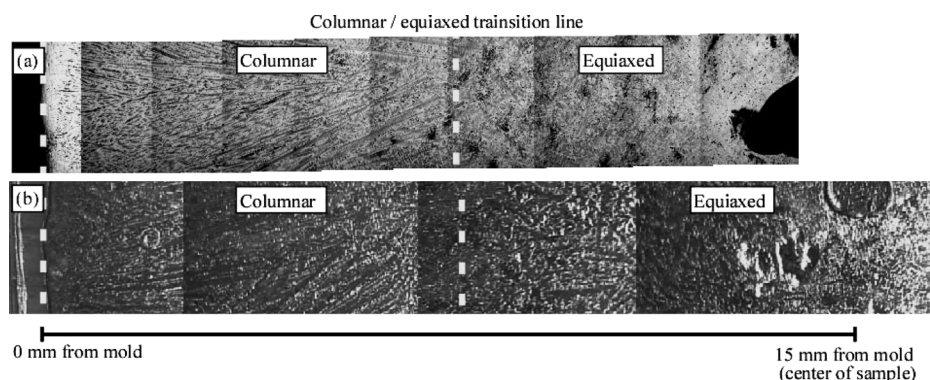 Columnar / equiaxed trainsition line
(a)
Columnar
Equiaxed
(b)
Columnar
Equiaxed
0 mm from mold
15 mm from mold
(center of sample)